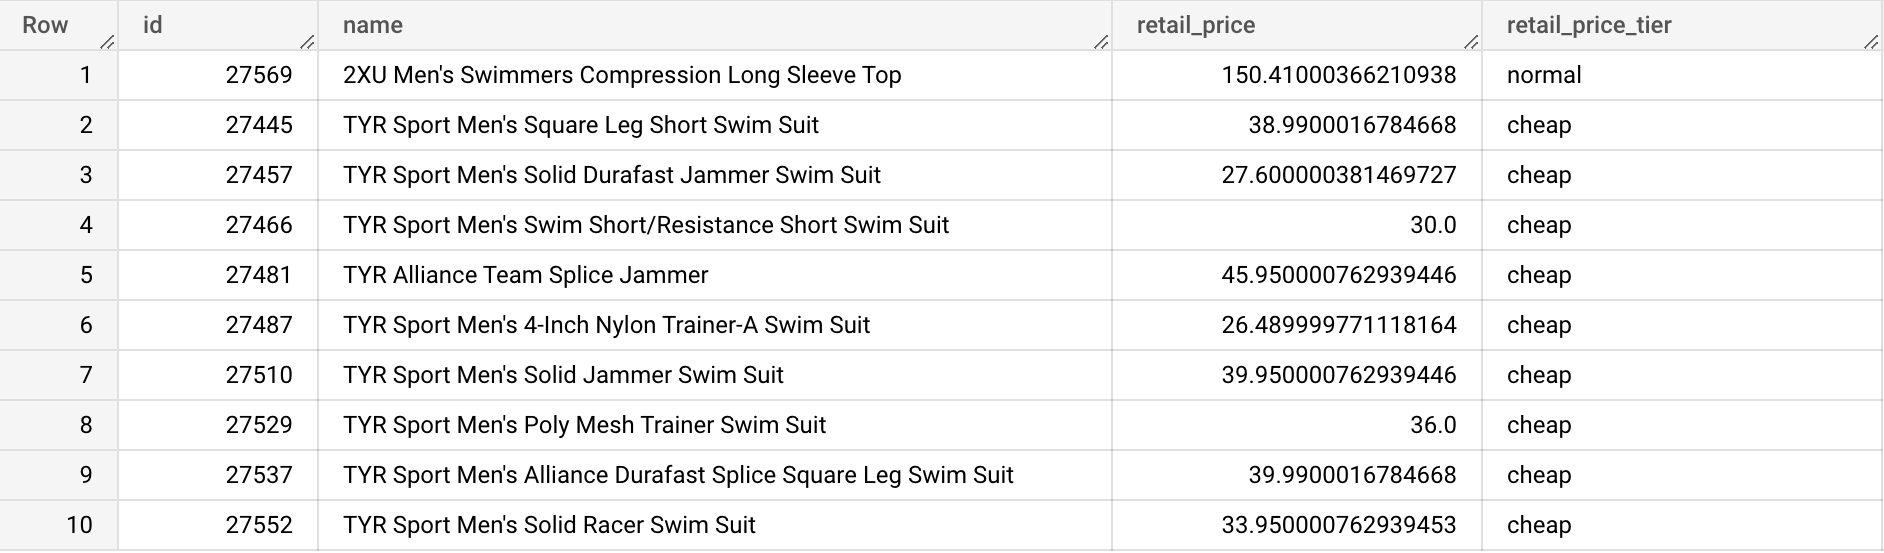 Row id name retail_price retail_price_tier
1 27569 2XU Men's Swimmers Compression Long Sleeve Top 150.41000366210938 normal
2 27445 TYR Sport Men's Square Leg Short Swim Suit 38.9900016784668 cheap
3 27457 TYR Sport Men's Solid Durafast Jammer Swim Suit 27.600000381469727 cheap
4 27466 TYR Sport Men's Swim Short/Resistance Short Swim Suit 30.0 cheap
5 27481 TYR Alliance Team Splice Jammer 45.950000762939446 cheap
6 27487 TYR Sport Men's 4-Inch Nylon Trainer-A Swim Suit 26.489999771118164 cheap
7 27510 TYR Sport Men's Solid Jammer Swim Suit 39.950000762939446 cheap
8 27529 TYR Sport Men's Poly Mesh Trainer Swim Suit 36.0 cheap
9 27537 TYR Sport Men's Alliance Durafast Splice Square Leg Swim Suit 39.9900016784668 cheap
10 27552 TYR Sport Men's Solid Racer Swim Suit 33.950000762939453 cheap